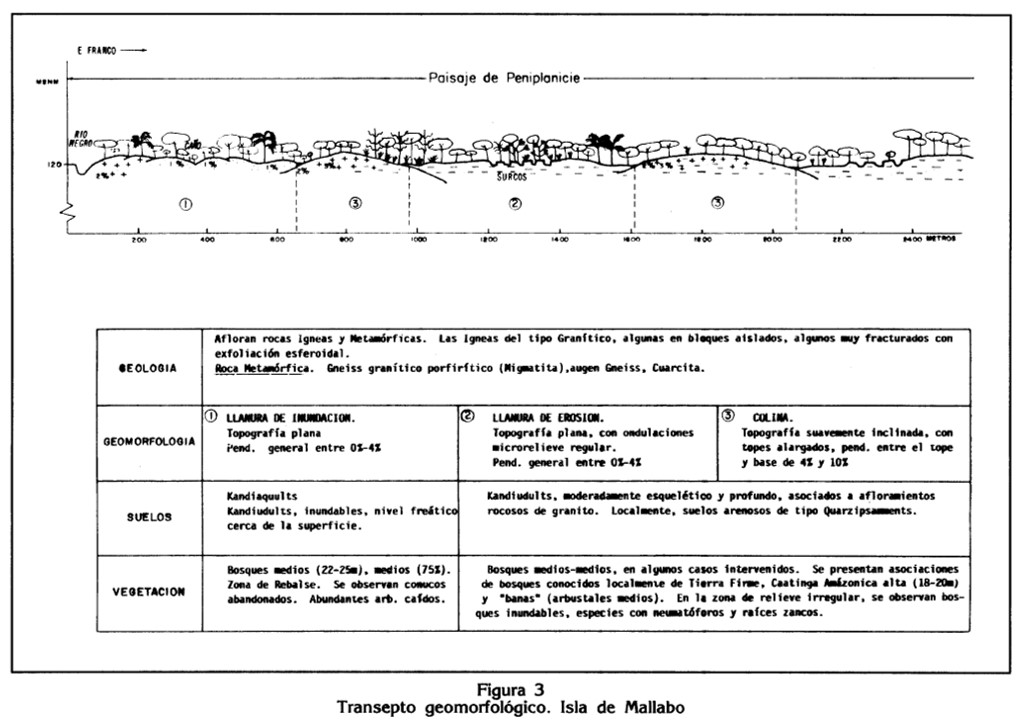 E FRANCO
MSNM
Paisaje de Peniplanicie
RIO
NEGRO
CAÑO
120
2%
1%
1%
1%
2%
2%
1%
SURCOS
①
③
②
③
200
400
600
800
1000
1200
1400
1600
1800
2000
2200
2400 METROS
GEOLOGIA
Afloran rocas Igneas y Metamórficas. Las Igneas del tipo Granítico, algunas en bloques aislados, algunos muy fracturados con
exfoliación esferoidal.
Roca Metamórfica. Gneiss granítico porfirítico (Migmatita),augen Gneiss, Cuarcita.
GEOMORFOLOGIA
① LLANURA DE INUNDACION.
Topografía plana
Pend. general entre 0%-4%
② LLANURA DE EROSION.
Topografía plana, con ondulaciones
microrelieve regular.
Pend. general entre 0%-4%
③ COLINA.
Topografía suavemente inclinada, con
topes alargados, pend. entre el tope
y base de 4% y 10%
SUELOS
Kandiaquults
Kandiudults, inundables, nivel freático
cerca de la superficie.
Kandiudults, moderadamente esquelético y profundo, asociados a afloramientos
rocosos de granito. Localmente, suelos arenosos de tipo Quarzipsamments.
VEGETACION
Bosques medios (22-25m), medios (75%).
Zona de Rebalse. Se observan conucos
abandonados. Abundantes arb. caídos.
Bosques medios-medios, en algunos casos intervenidos. Se presentan asociaciones
de bosques conocidos localmente de Tierra Firme, Caatinga Amázonica alta (18-20m)
y "banas" (arbustales medios). En la zona de relieve irregular, se observan bos-
ques inundables, especies con neumatóforos y raíces zancos.
Figura 3
Transepto geomorfológico. Isla de Mallabo